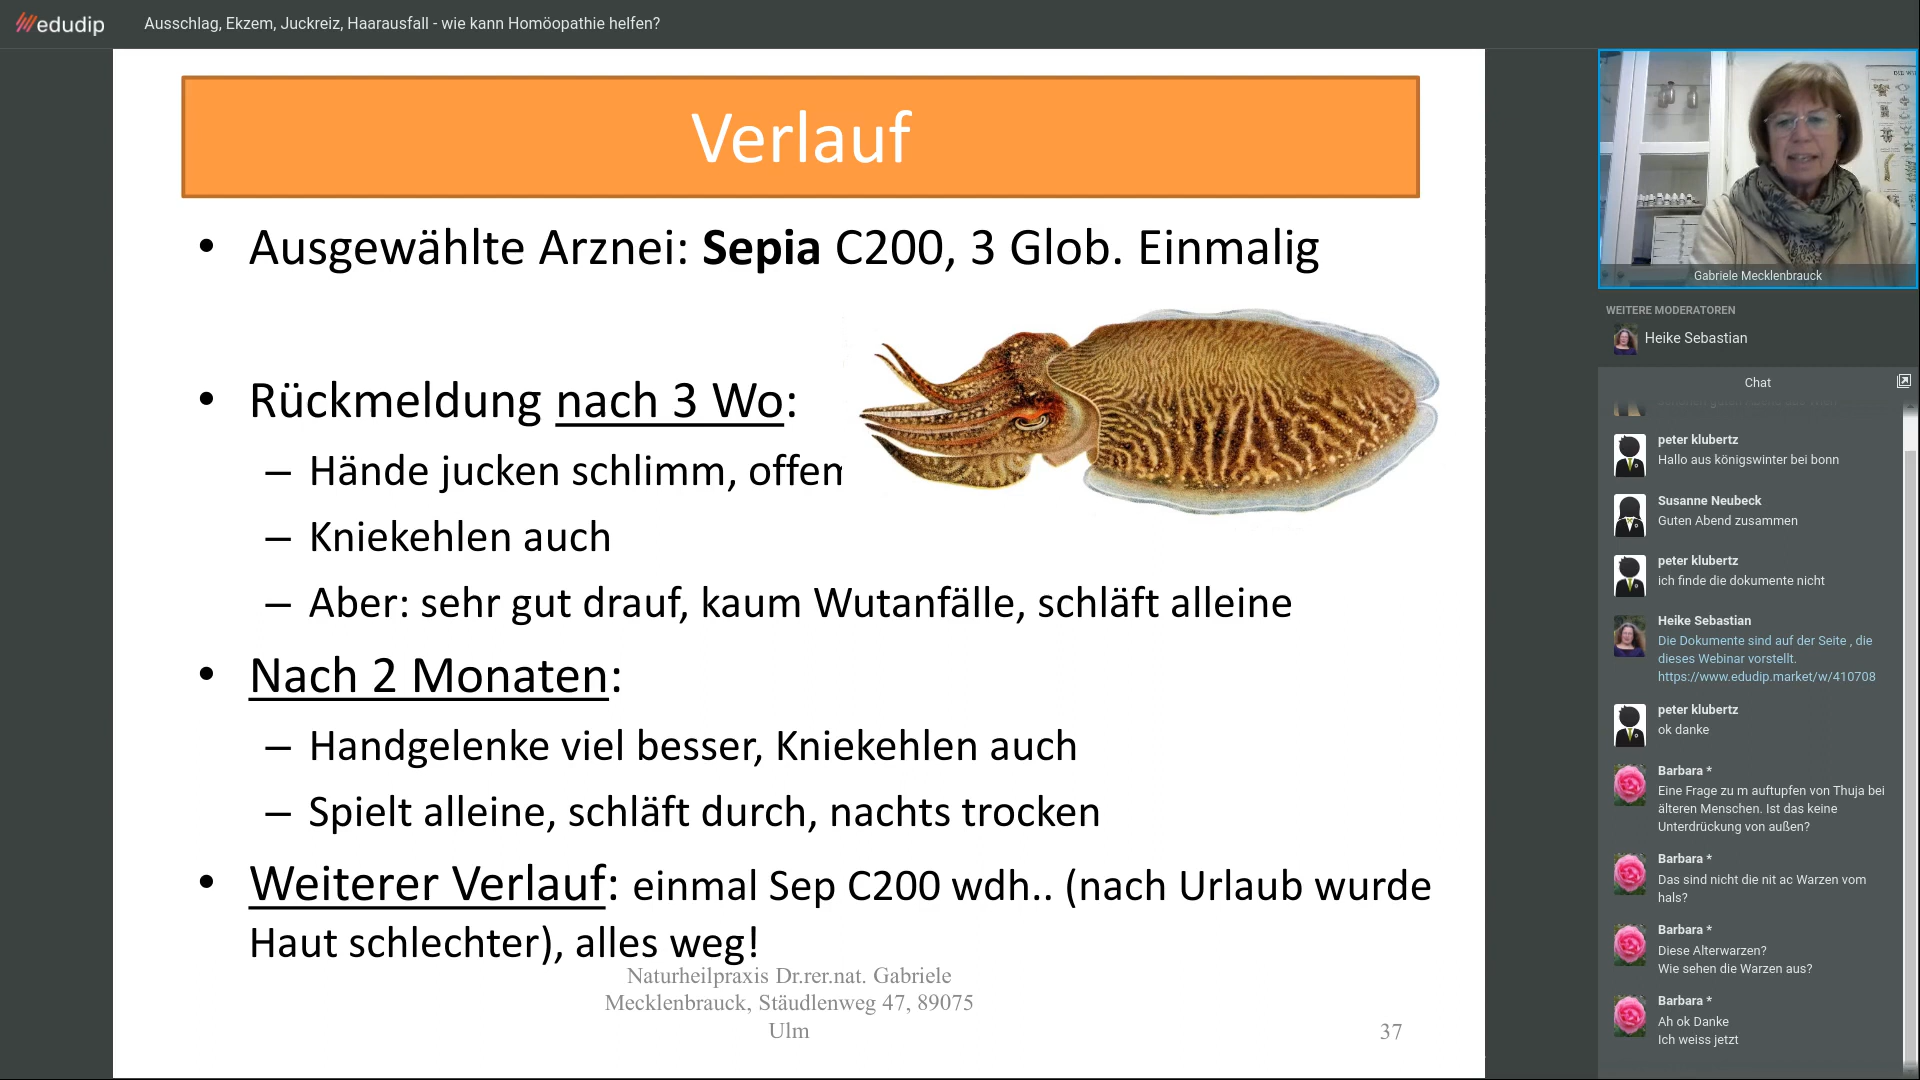 edudip
Ausschlag, Ekzem, Juckreiz, Haarausfall - wie kann Homöopathie helfen?
Verlauf
• Ausgewählte Arznei: Sepia C200, 3 Glob. Einmalig
• Rückmeldung nach 3 Wo:
– Hände jucken schlimm, offen
– Kniekehlen auch
– Aber: sehr gut drauf, kaum Wutanfälle, schläft alleine
• Nach 2 Monaten:
– Handgelenke viel besser, Kniekehlen auch
– Spielt alleine, schläft durch, nachts trocken
• Weiterer Verlauf: einmal Sep C200 wdh.. (nach Urlaub wurde
Haut schlechter), alles weg!
Naturheilpraxis Dr.rer.nat. Gabriele
Mecklenbrauck, Stäudlenweg 47, 89075
Ulm
37
Gabriele Mecklenbrauck
WEITERE MODERATOREN
Heike Sebastian
Chat
peter klubertz
Hallo aus königswinter bei bonn
Susanne Neubeck
Guten Abend zusammen
peter klubertz
ich finde die dokumente nicht
Heike Sebastian
Die Dokumente sind auf der Seite , die
dieses Webinar vorstellt.
https://www.edudip.market/w/410708
peter klubertz
ok danke
Barbara *
Eine Frage zu m auftupfen von Thuja bei
älteren Menschen. Ist das keine
Unterdrückung von außen?
Barbara *
Das sind nicht die nit ac Warzen vom
hals?
Barbara *
Diese Alterwarzen?
Wie sehen die Warzen aus?
Barbara *
Ah ok Danke
Ich weiss jetzt